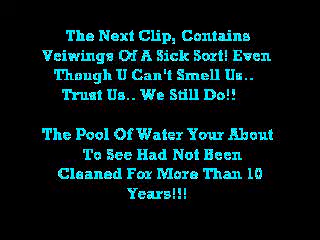 The Next Clip, Contains
Veiwings Of A Sick Sort! Even
Though U Can't Smell Us..
Trust Us.. We Still Do!!
The Pool Of Water Your About
To See Had Not Been
Cleaned For More Than 10
Years!!!